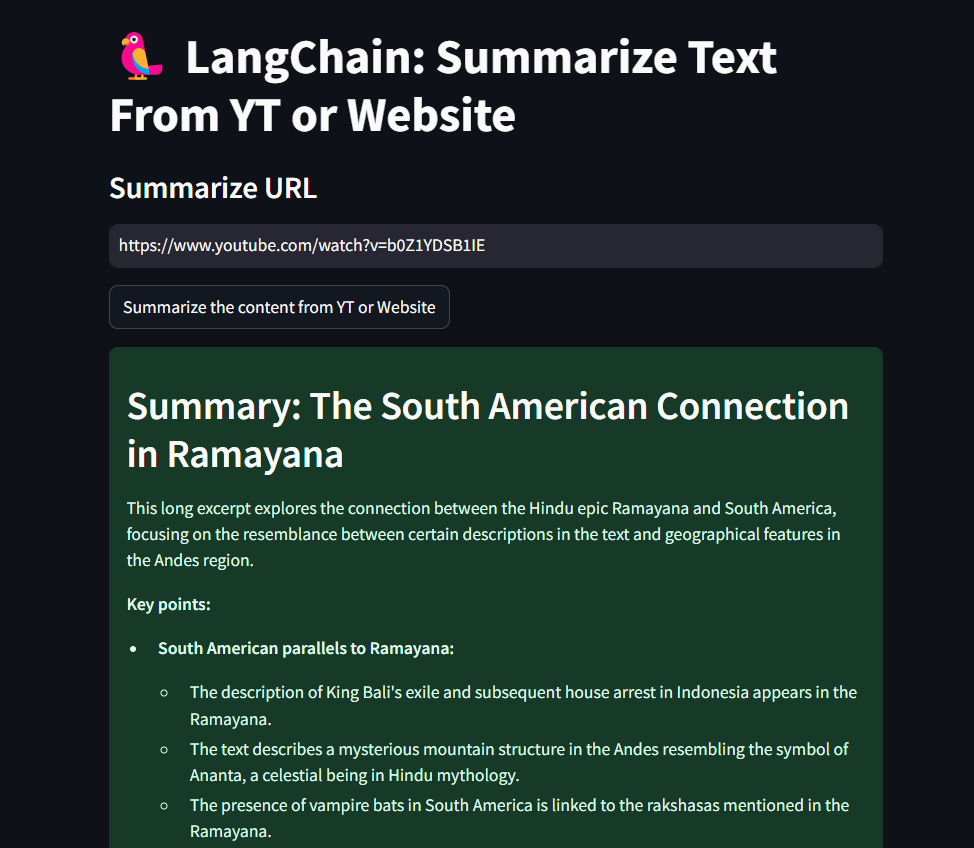 LangChain: Summarize Text
From YT or Website
Summarize URL
https://www.youtube.com/watch?v=b0Z1YDSB1IE
Summarize the content from YT or Website
Summary: The South American Connection
in Ramayana
This long excerpt explores the connection between the Hindu epic Ramayana and South America,
focusing on the resemblance between certain descriptions in the text and geographical features in
the Andes region.
Key points:
• South American parallels to Ramayana:
○ The description of King Bali's exile and subsequent house arrest in Indonesia appears in the
Ramayana.
○ The text describes a mysterious mountain structure in the Andes resembling the symbol of
Ananta, a celestial being in Hindu mythology.
○ The presence of vampire bats in South America is linked to the rakshasas mentioned in the
Ramayana.